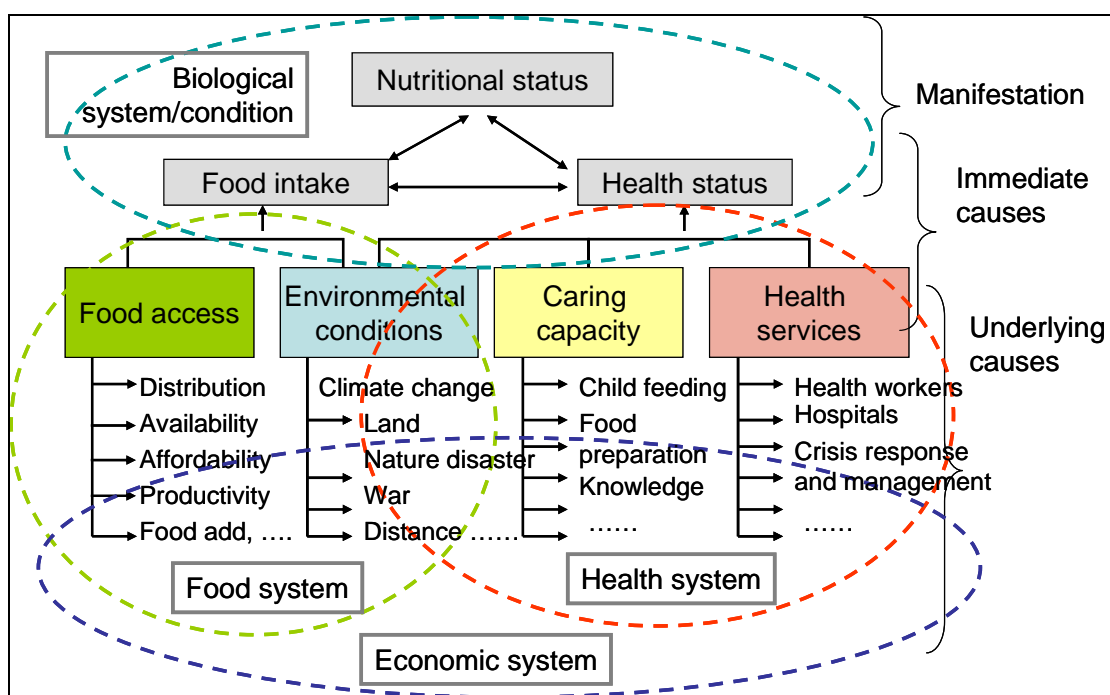 Biological
system/condition
Nutritional status
Manifestation
Food intake
Health status
Immediate
causes
Food access
Environmental
conditions
Caring
capacity
Health
services
Underlying
causes
Distribution
Availability
Affordability
Productivity
Food add, ….
Climate change
Land
Nature disaster
War
Distance ……
Child feeding
Food
preparation
Knowledge
……
Health workers
Hospitals
Crisis response
and management
……
Food system
Health system
Economic system